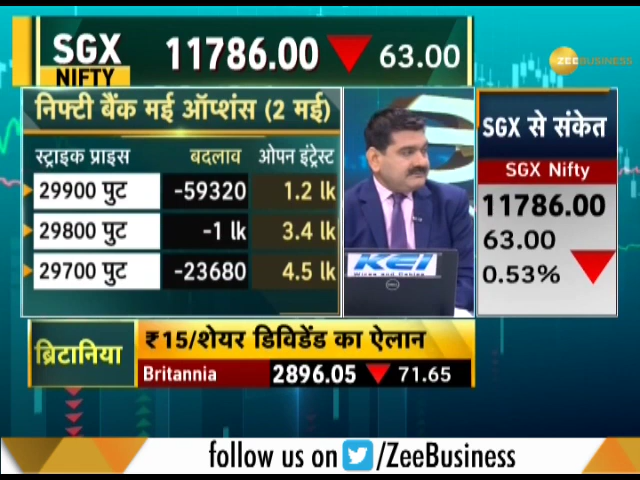 SGX
NIFTY
11786.00
63.00
ZEE BUSINESS
निफ्टी बैंक मई ऑप्शंस (2 मई)
स्ट्राइक प्राइस बदलाव ओपन इंट्रेस्ट
29900 पुट -59320 1.2 lk
29800 पुट -1 lk 3.4 lk
29700 पुट -23680 4.5 lk
KEI
Wires and Cables
DELL
SGX से संकेत
SGX Nifty
11786.00
63.00
0.53%
ब्रिटानिया
₹15/शेयर डिविडेंड का ऐलान
Britannia 2896.05 71.65
follow us on /ZeeBusiness